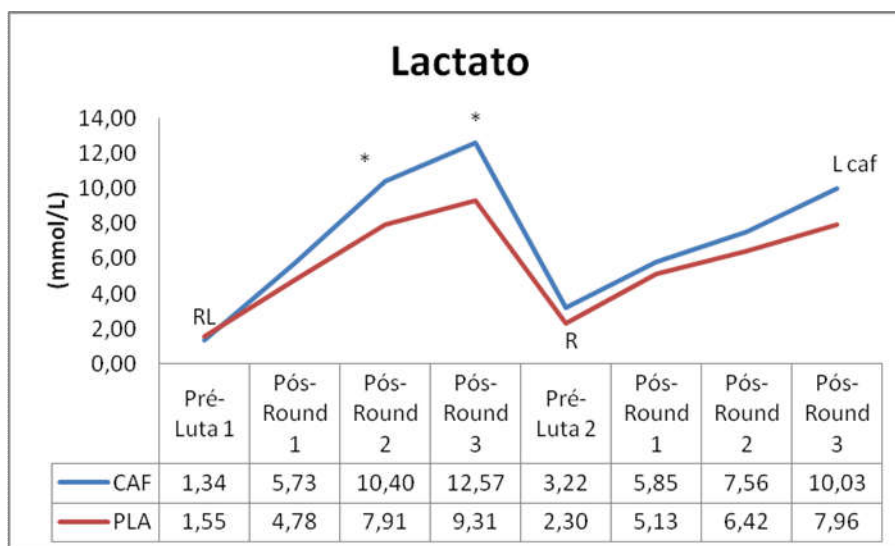 Lactato
14,00
12,00
10,00
8,00
6,00
4,00
2,00
0,00
(mmol/L)
RL
*
*
R
L caf
Pré-
Luta 1
Pós-
Round
1
Pós-
Round
2
Pós-
Round
3
Pré-
Luta 2
Pós-
Round
1
Pós-
Round
2
Pós-
Round
3
CAF 1,34 5,73 10,40 12,57 3,22 5,85 7,56 10,03
PLA 1,55 4,78 7,91 9,31 2,30 5,13 6,42 7,96